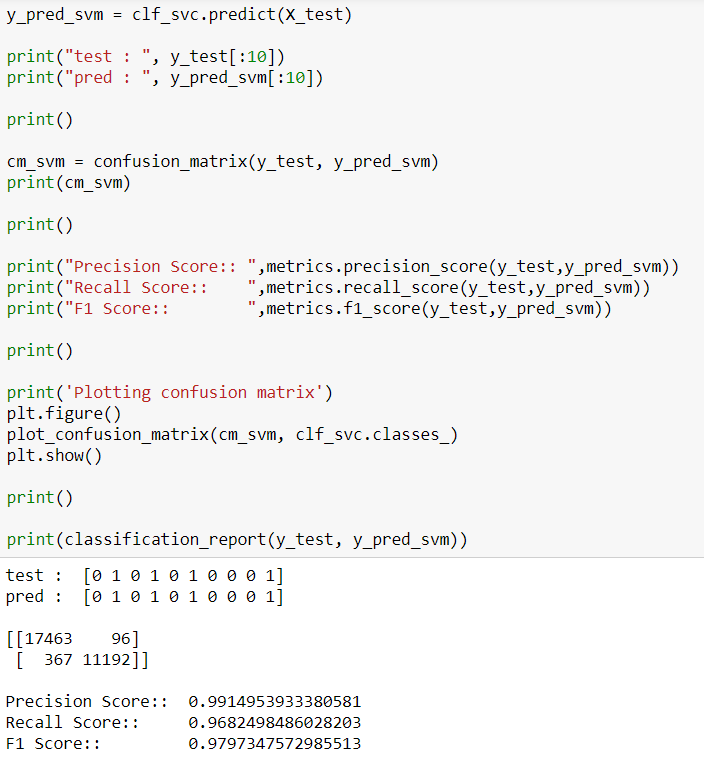 y_pred_svm = clf_svc.predict(X_test)
print("test : ", y_test[:10])
print("pred : ", y_pred_svm[:10])
print()
cm_svm = confusion_matrix(y_test, y_pred_svm)
print(cm_svm)
print()
print("Precision Score:: ",metrics.precision_score(y_test,y_pred_svm))
print("Recall Score::    ",metrics.recall_score(y_test,y_pred_svm))
print("F1 Score::        ",metrics.f1_score(y_test,y_pred_svm))
print()
print('Plotting confusion matrix')
plt.figure()
plot_confusion_matrix(cm_svm, clf_svc.classes_)
plt.show()
print()
print(classification_report(y_test, y_pred_svm))
test :  [0 1 0 1 0 1 0 0 0 1]
pred :  [0 1 0 1 0 1 0 0 0 1]
[[17463    96]
 [  367 11192]]
Precision Score::  0.9914953933380581
Recall Score::     0.9682498486028203
F1 Score::         0.9797347572985513